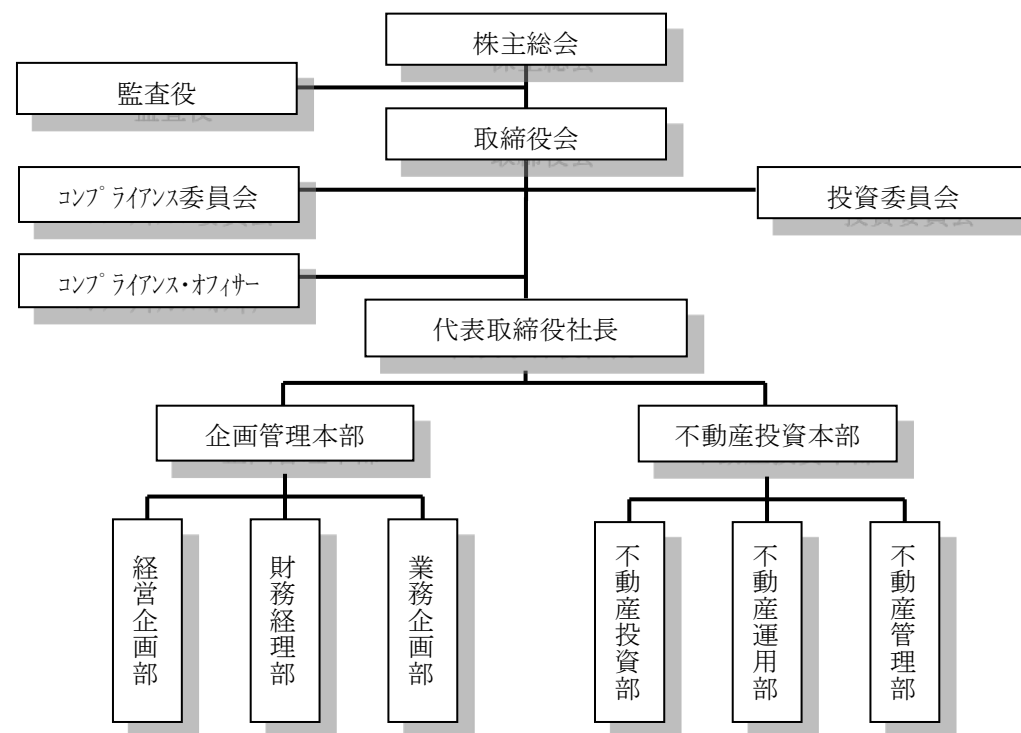 株主総会
監査役
取締役会
ｺﾝﾌﾟﾗｲｱﾝｽ委員会
投資委員会
ｺﾝﾌﾟﾗｲｱﾝｽ・ｵﾌｨｻｰ
代表取締役社長
企画管理本部
不動産投資本部
経営企画部
財務経理部
業務企画部
不動産投資部
不動産運用部
不動産管理部